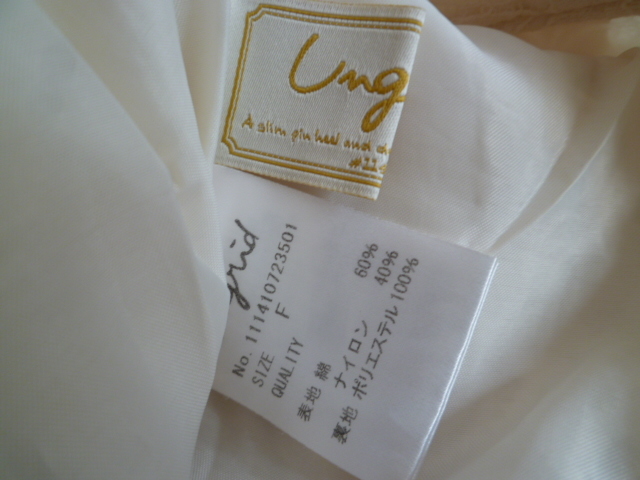 Ung
A slim pin heel and
grid
No. 111410723501
SIZE F
QUALITY
表地 綿 60%
ナイロン 40%
裏地 ポリエステル 100%